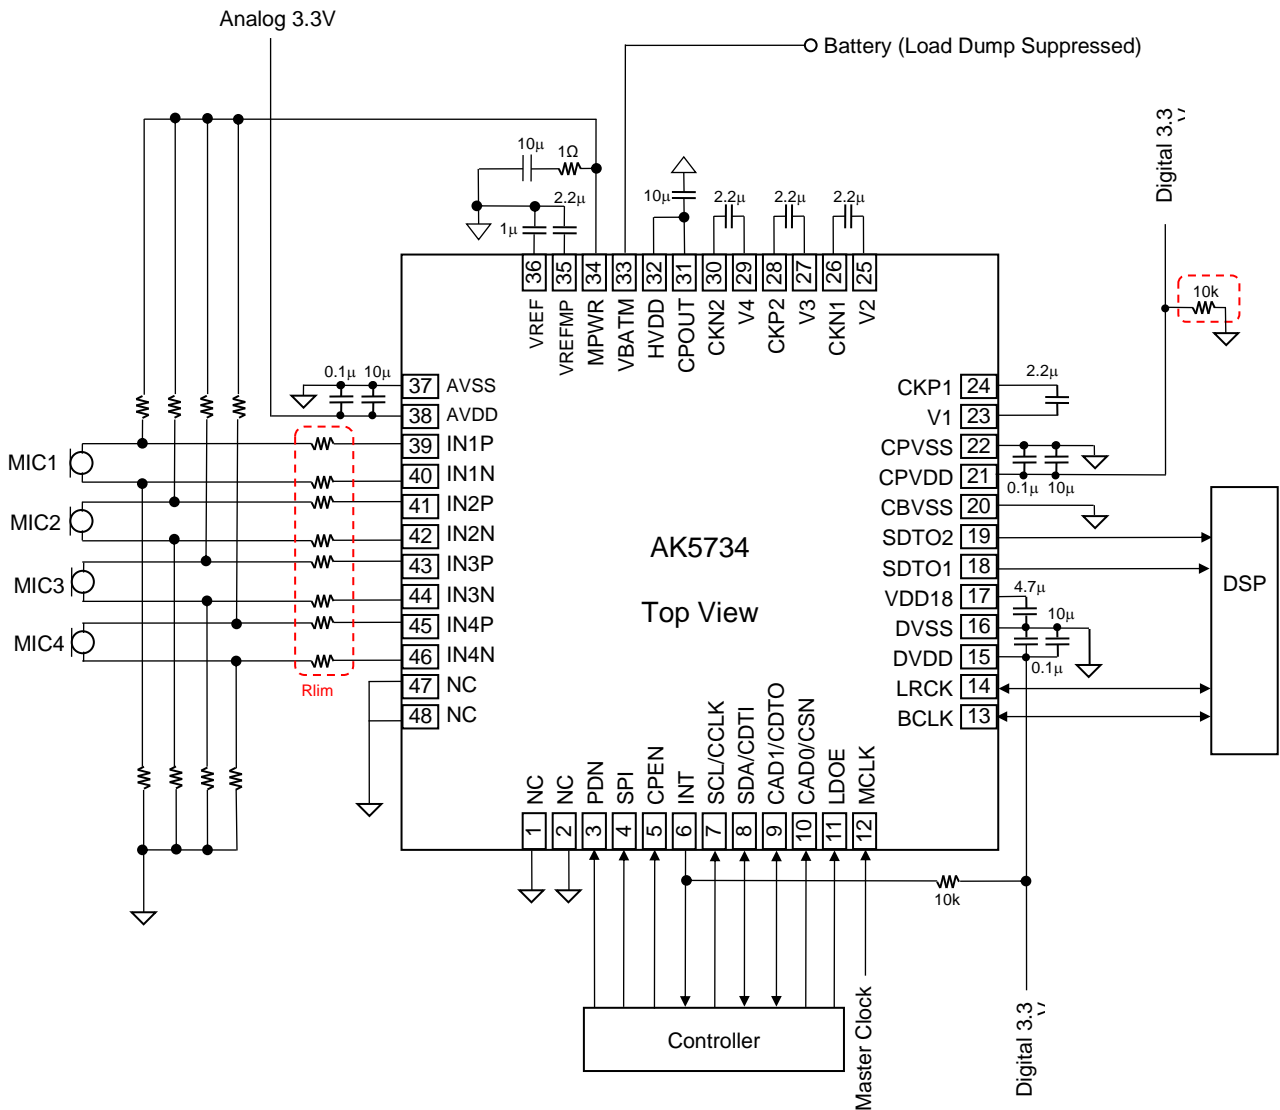 Analog 3.3V
Battery (Load Dump Suppressed)
Digital 3.3
V
10µ
1Ω
2.2µ
1µ
10µ
2.2µ
2.2µ
2.2µ
10k
36
35
34
33
32
31
30
29
28
27
26
25
VREF
VREFMP
MPWR
VBATM
HVDD
CPOUT
CKN2
V4
CKP2
V3
CKN1
V2
0.1µ
10µ
37 AVSS
38 AVDD
39 IN1P
40 IN1N
41 IN2P
42 IN2N
43 IN3P
44 IN3N
45 IN4P
46 IN4N
47 NC
48 NC
MIC1
MIC2
MIC3
MIC4
Rlim
AK5734
Top View
CKP1 24
V1 23
CPVSS 22
CPVDD 21
CBVSS 20
SDTO2 19
SDTO1 18
VDD18 17
DVSS 16
DVDD 15
LRCK 14
BCLK 13
2.2µ
0.1µ
10µ
4.7µ
10µ
0.1µ
DSP
NC
NC
PDN
SPI
CPEN
INT
SCL/CCLK
SDA/CDTI
CAD1/CDTO
CAD0/CSN
LDOE
MCLK
1
2
3
4
5
6
7
8
9
10
11
12
10k
Controller
Master Clock
Digital 3.3
V